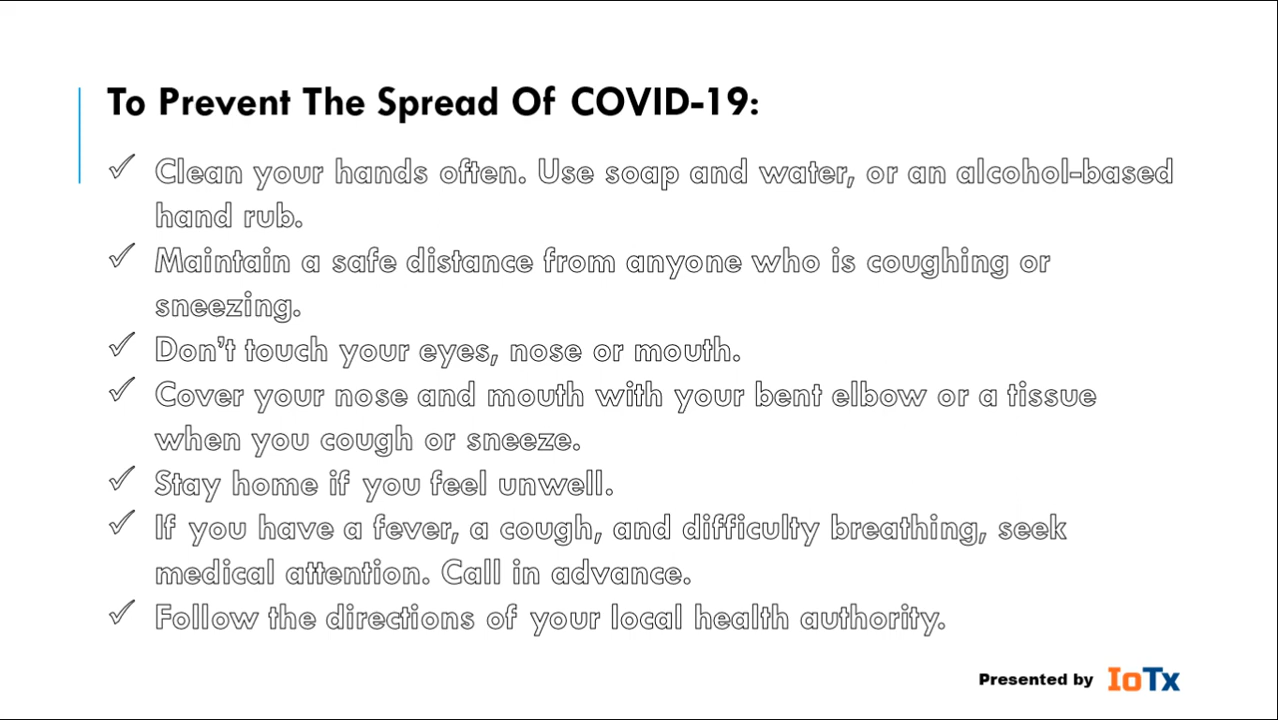 To Prevent The Spread Of COVID-19:
✓ Clean your hands often. Use soap and water, or an alcohol-based
hand rub.
✓ Maintain a safe distance from anyone who is coughing or
sneezing.
✓ Don't touch your eyes, nose or mouth.
✓ Cover your nose and mouth with your bent elbow or a tissue
when you cough or sneeze.
✓ Stay home if you feel unwell.
✓ If you have a fever, a cough, and difficulty breathing, seek
medical attention. Call in advance.
✓ Follow the directions of your local health authority.
Presented by IoTx